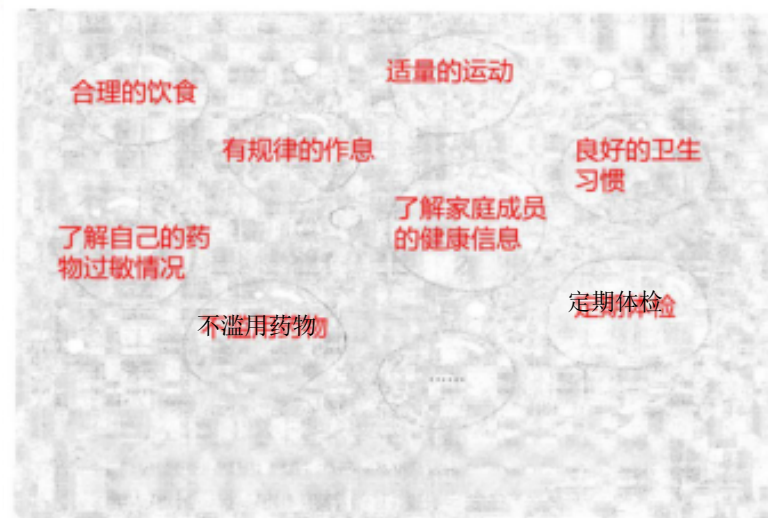 合理的饮食
适量的运动
有规律的作息
良好的卫生
习惯
了解家庭成员
的健康信息
了解自己的药
物过敏情况
定期体检
不滥用药物